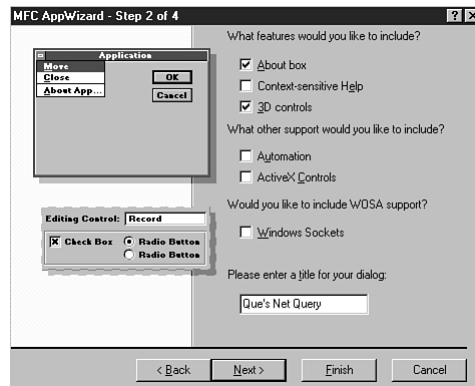 MFC AppWizard - Step 2 of 4
Application
Move
Close
About App...
OK
Cancel
Editing Control: Record
Check Box
Radio Button
Radio Button
What features would you like to include?
About box
Context-sensitive Help
3D controls
What other support would you like to include?
Automation
ActiveX Controls
Would you like to include WOSA support?
Windows Sockets
Please enter a title for your dialog:
Que's Net Query
< Back
Next >
Finish
Cancel